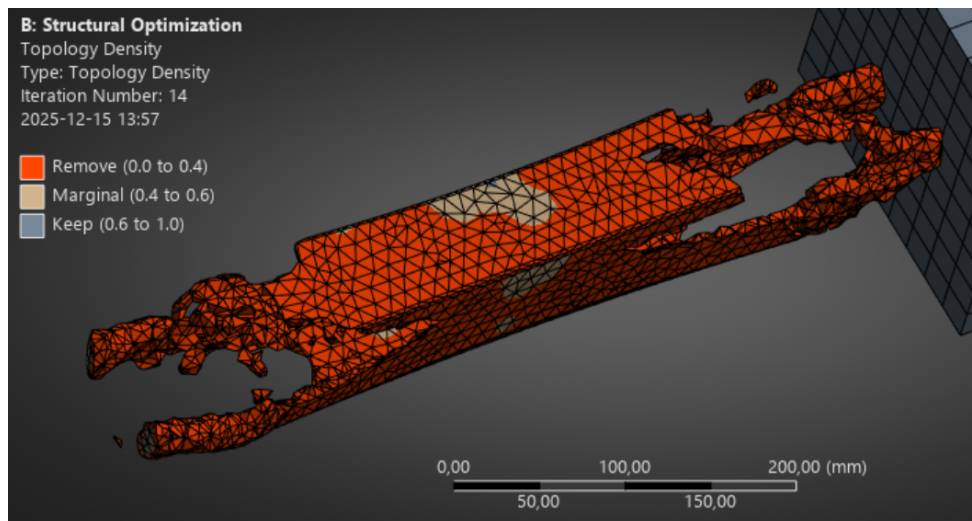 B: Structural Optimization
Topology Density
Type: Topology Density
Iteration Number: 14
2025-12-15 13:57
Remove (0.0 to 0.4)
Marginal (0.4 to 0.6)
Keep (0.6 to 1.0)
0,00 100,00 200,00 (mm)
50,00 150,00